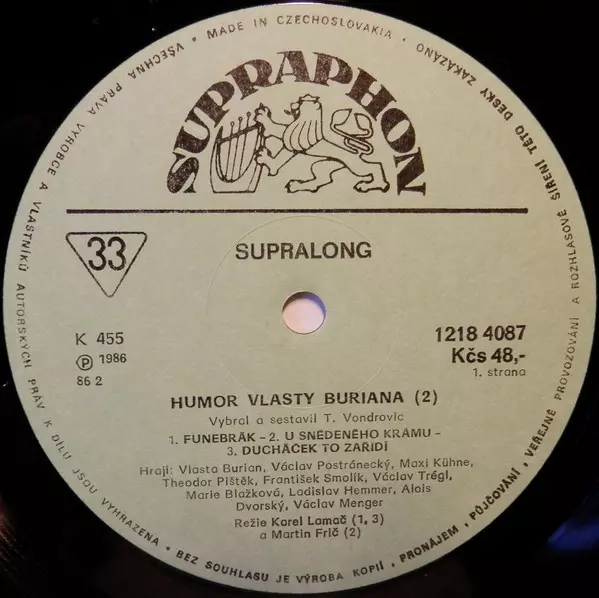 MADE IN CZECHOSLOVAKIA • VŠECHNA PRÁVA VÝROBCE A VLASTNÍKŮ AUTORSKÝCH PRÁV K DÍLU JSOU VYHRAZENA • BEZ SOUHLASU JE VÝROBA KOPIÍ, PRONÁJEM, PŮJČOVÁNÍ, VEŘEJNÉ PROVOZOVÁNÍ A ROZHLASOVÉ ŠÍŘENÍ TÉTO DESKY ZAKÁZÁNO •
SUPRAPHON
33
SUPRALONG
K 455
Ⓟ 1986
86 2
1218 4087
Kčs 48,-
1. strana
HUMOR VLASTY BURIANA (2)
Vybral a sestavil T. Vondrovic
1. FUNEBRÁK – 2. U SNĚDENÉHO KRÁMU –
3. DUCHÁČEK TO ZAŘÍDÍ
Hrají: Vlasta Burian, Václav Postránecký, Maxi Kühne,
Theodor Pištěk, František Smolík, Václav Trégl,
Marie Blažková, Ladislav Hemmer, Alois
Dvorský, Václav Menger
Režie Karel Lamač (1, 3)
a Martin Frič (2)